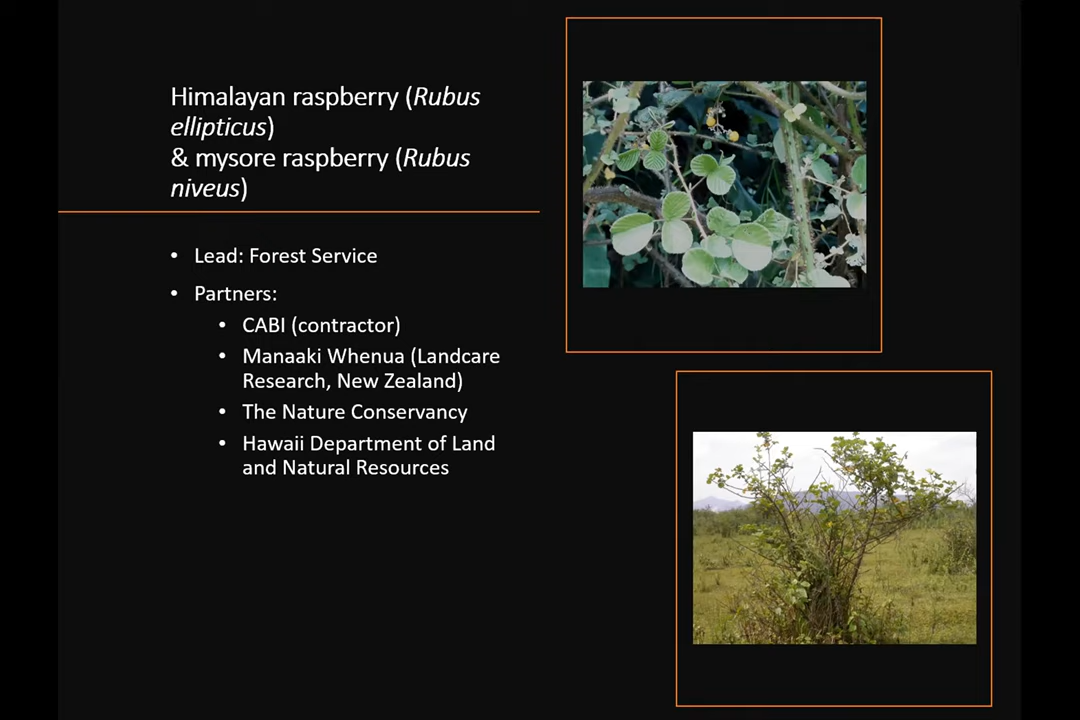 Himalayan raspberry (Rubus
ellipticus)
& mysore raspberry (Rubus
niveus)
• Lead: Forest Service
• Partners:
• CABI (contractor)
• Manaaki Whenua (Landcare
Research, New Zealand)
• The Nature Conservancy
• Hawaii Department of Land
and Natural Resources